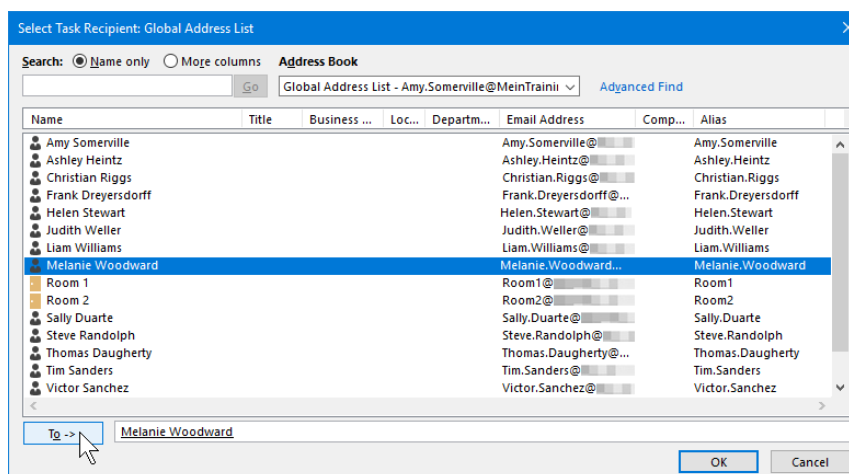 Select Task Recipient: Global Address List
Search: Name only More columns Address Book
Go Global Address List - Amy.Somerville@MeinTraini Advanced Find
Name Title Business ... Loc... Departm... Email Address Comp... Alias
Amy Somerville Amy.Somerville@ Amy.Somerville
Ashley Heintz Ashley.Heintz@ Ashley.Heintz
Christian Riggs Christian.Riggs@ Christian.Riggs
Frank Dreyersdorff Frank.Dreyersdorff@... Frank.Dreyersdorff
Helen Stewart Helen.Stewart@ Helen.Stewart
Judith Weller Judith.Weller@ Judith.Weller
Liam Williams Liam.Williams@ Liam.Williams
Melanie Woodward Melanie.Woodward... Melanie.Woodward
Room 1 Room1@ Room1
Room 2 Room2@ Room2
Sally Duarte Sally.Duarte@ Sally.Duarte
Steve Randolph Steve.Randolph@ Steve.Randolph
Thomas Daugherty Thomas.Daugherty@... Thomas.Daugherty
Tim Sanders Tim.Sanders@ Tim.Sanders
Victor Sanchez Victor.Sanchez@ Victor.Sanchez
To -> Melanie Woodward
OK Cancel